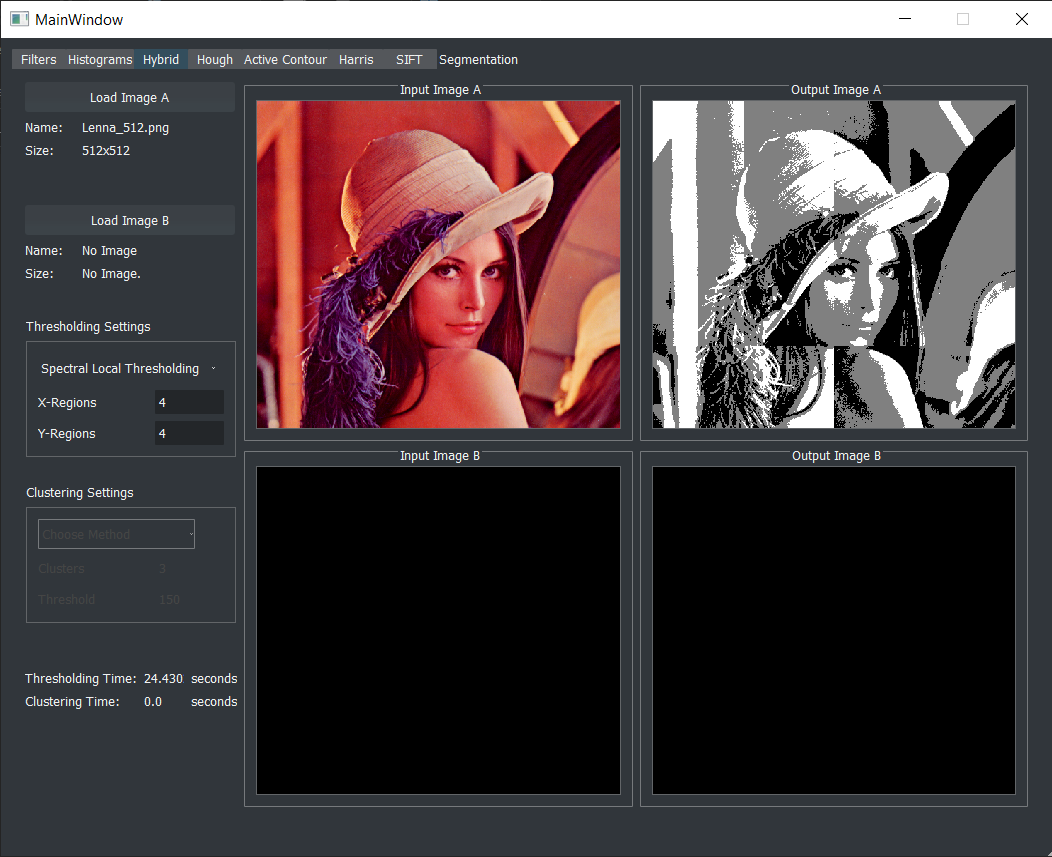 MainWindow
Filters Histograms Hybrid Hough Active Contour Harris SIFT Segmentation
Load Image A
Name: Lenna_512.png
Size: 512x512
Load Image B
Name: No Image
Size: No Image.
Thresholding Settings
Spectral Local Thresholding
X-Regions 4
Y-Regions 4
Clustering Settings
Choose Method
Clusters 3
Threshold 150
Thresholding Time: 24.430 seconds
Clustering Time: 0.0 seconds
Input Image A
Output Image A
Input Image B
Output Image B